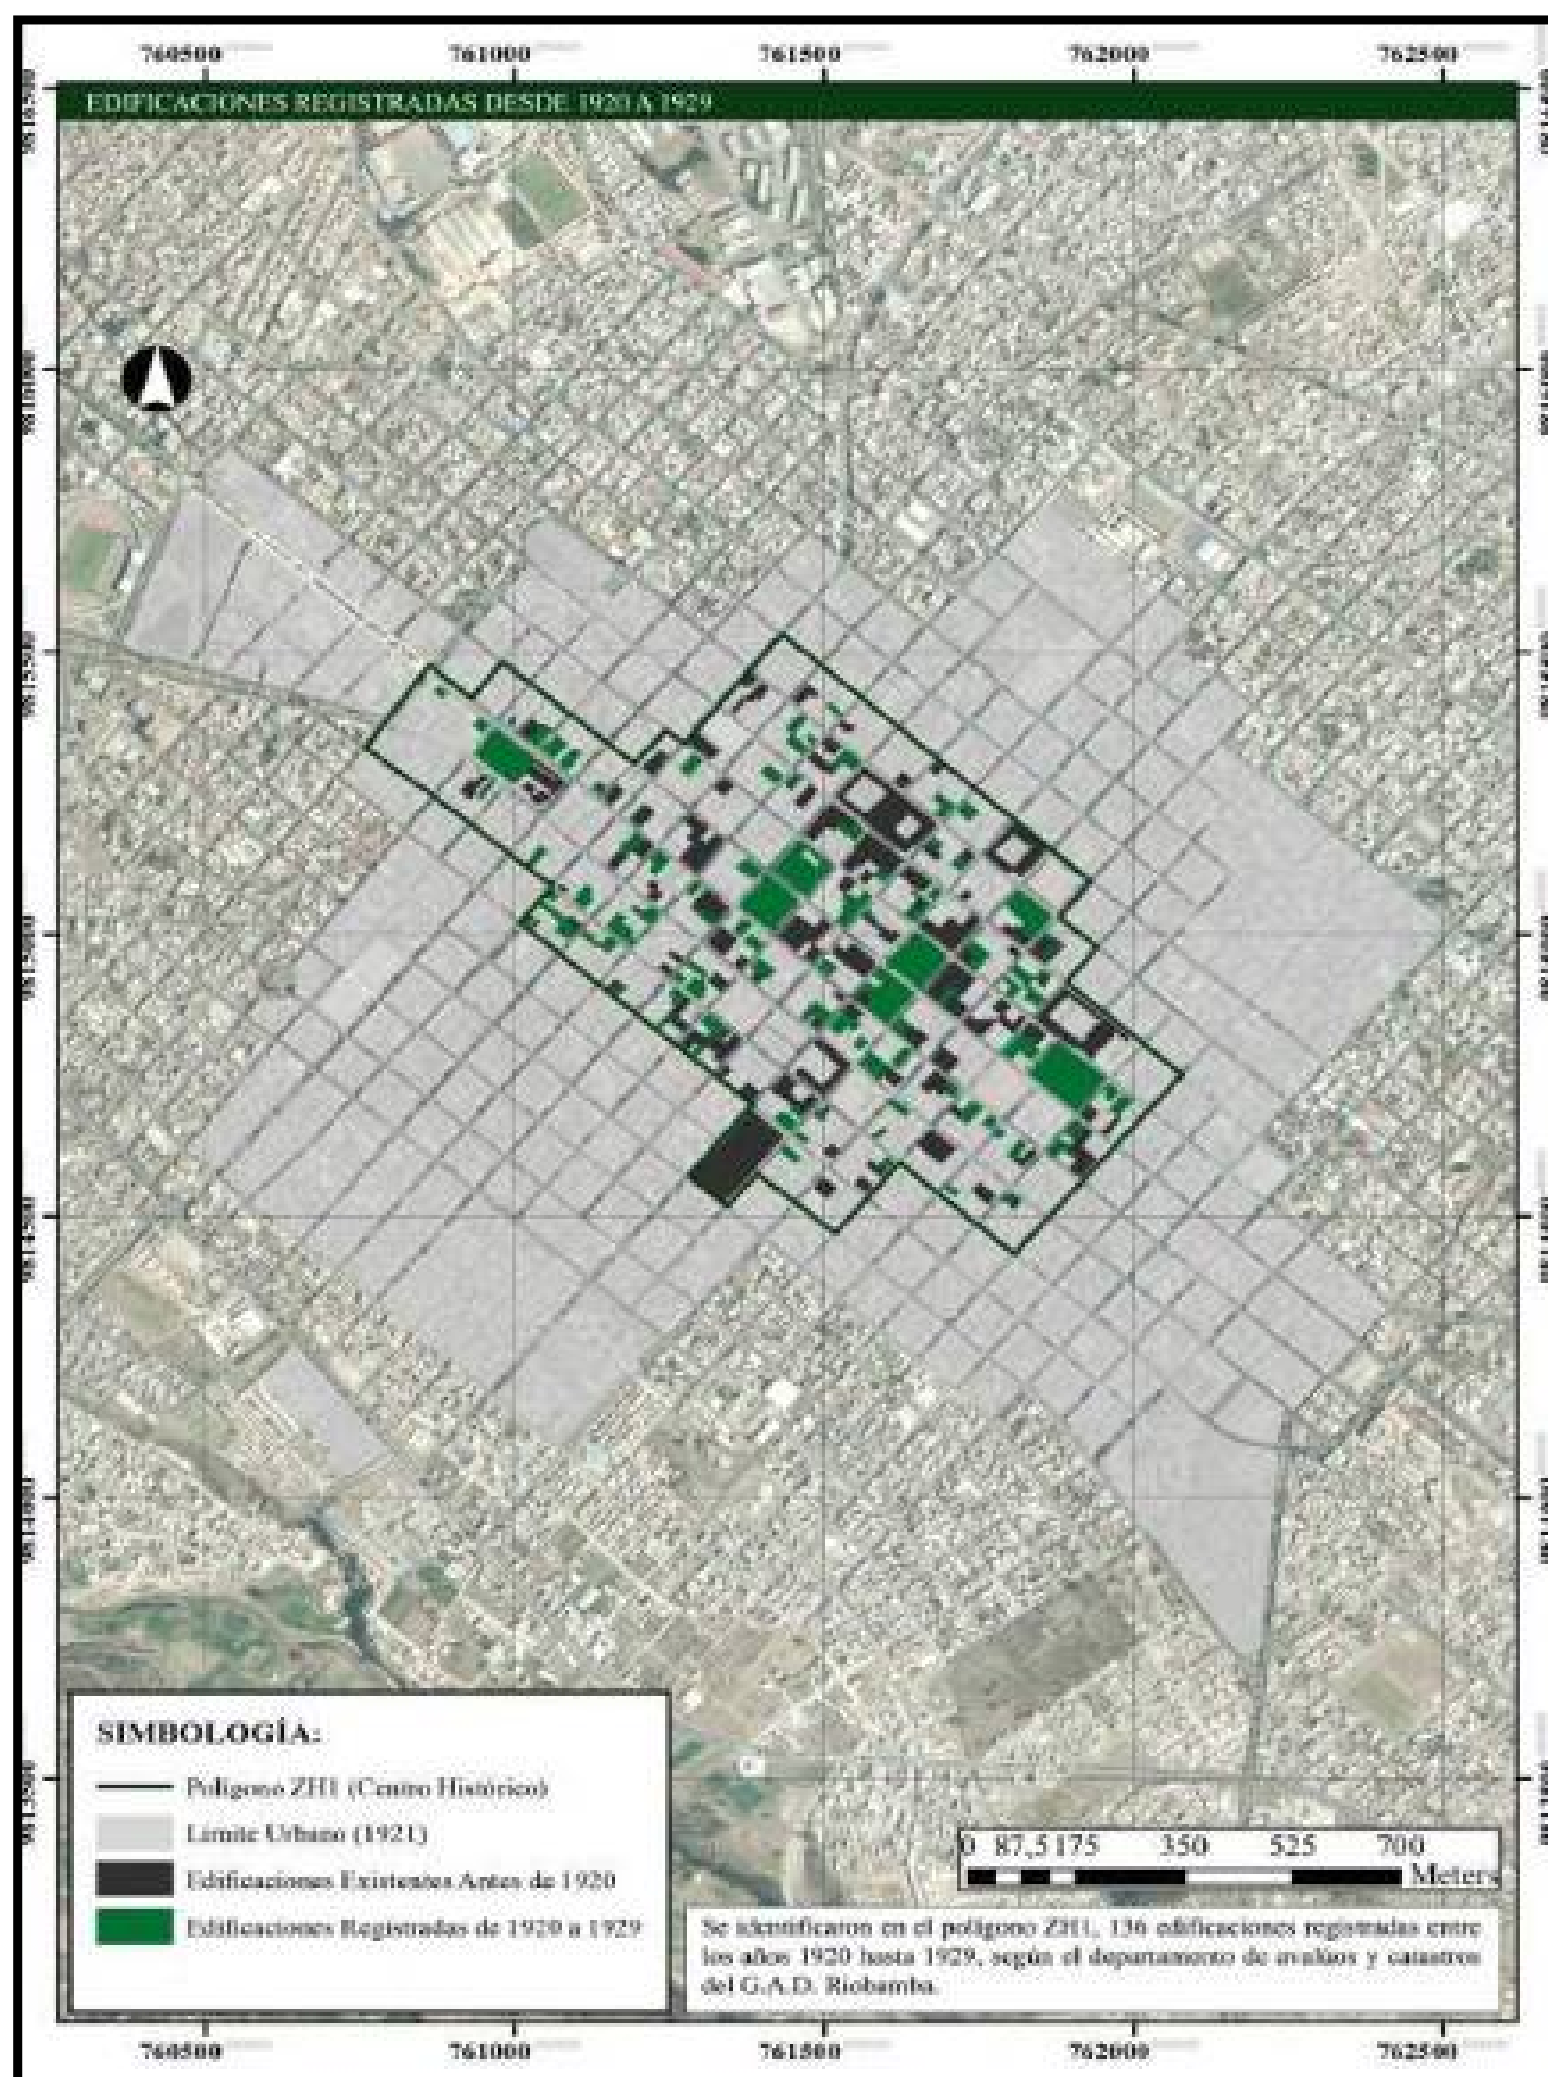 760500 761000 761500 762000 762500
EDIFICACIONES REGISTRADAS DESDE 1920 A 1929
SIMBOLOGÍA:
Polígono ZH1 (Centro Histórico)
Límite Urbano (1921)
Edificaciones Existentes Antes de 1920
Edificaciones Registradas de 1920 a 1929
0 87,5 175 350 525 700
Meters
Se identificaron en el polígono ZH1, 136 edificaciones registradas entre
los años 1920 hasta 1929, según el departamento de avalúos y catastros
del G.A.D. Riobamba.
760500 761000 761500 762000 762500